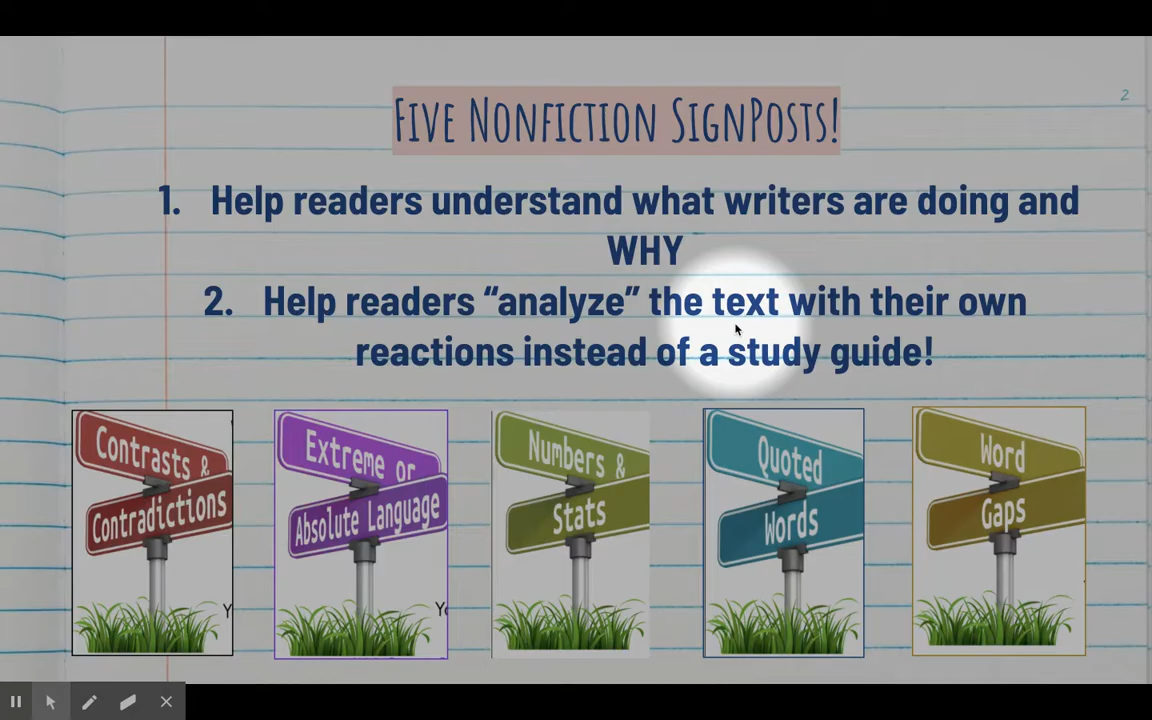 2
Five Nonfiction SignPosts!
1. Help readers understand what writers are doing and
WHY
2. Help readers “analyze” the text with their own
reactions instead of a study guide!
Contrasts &
Contradictions
Extreme or
Absolute Language
Numbers &
Stats
Quoted
Words
Word
Gaps
Y
Yo